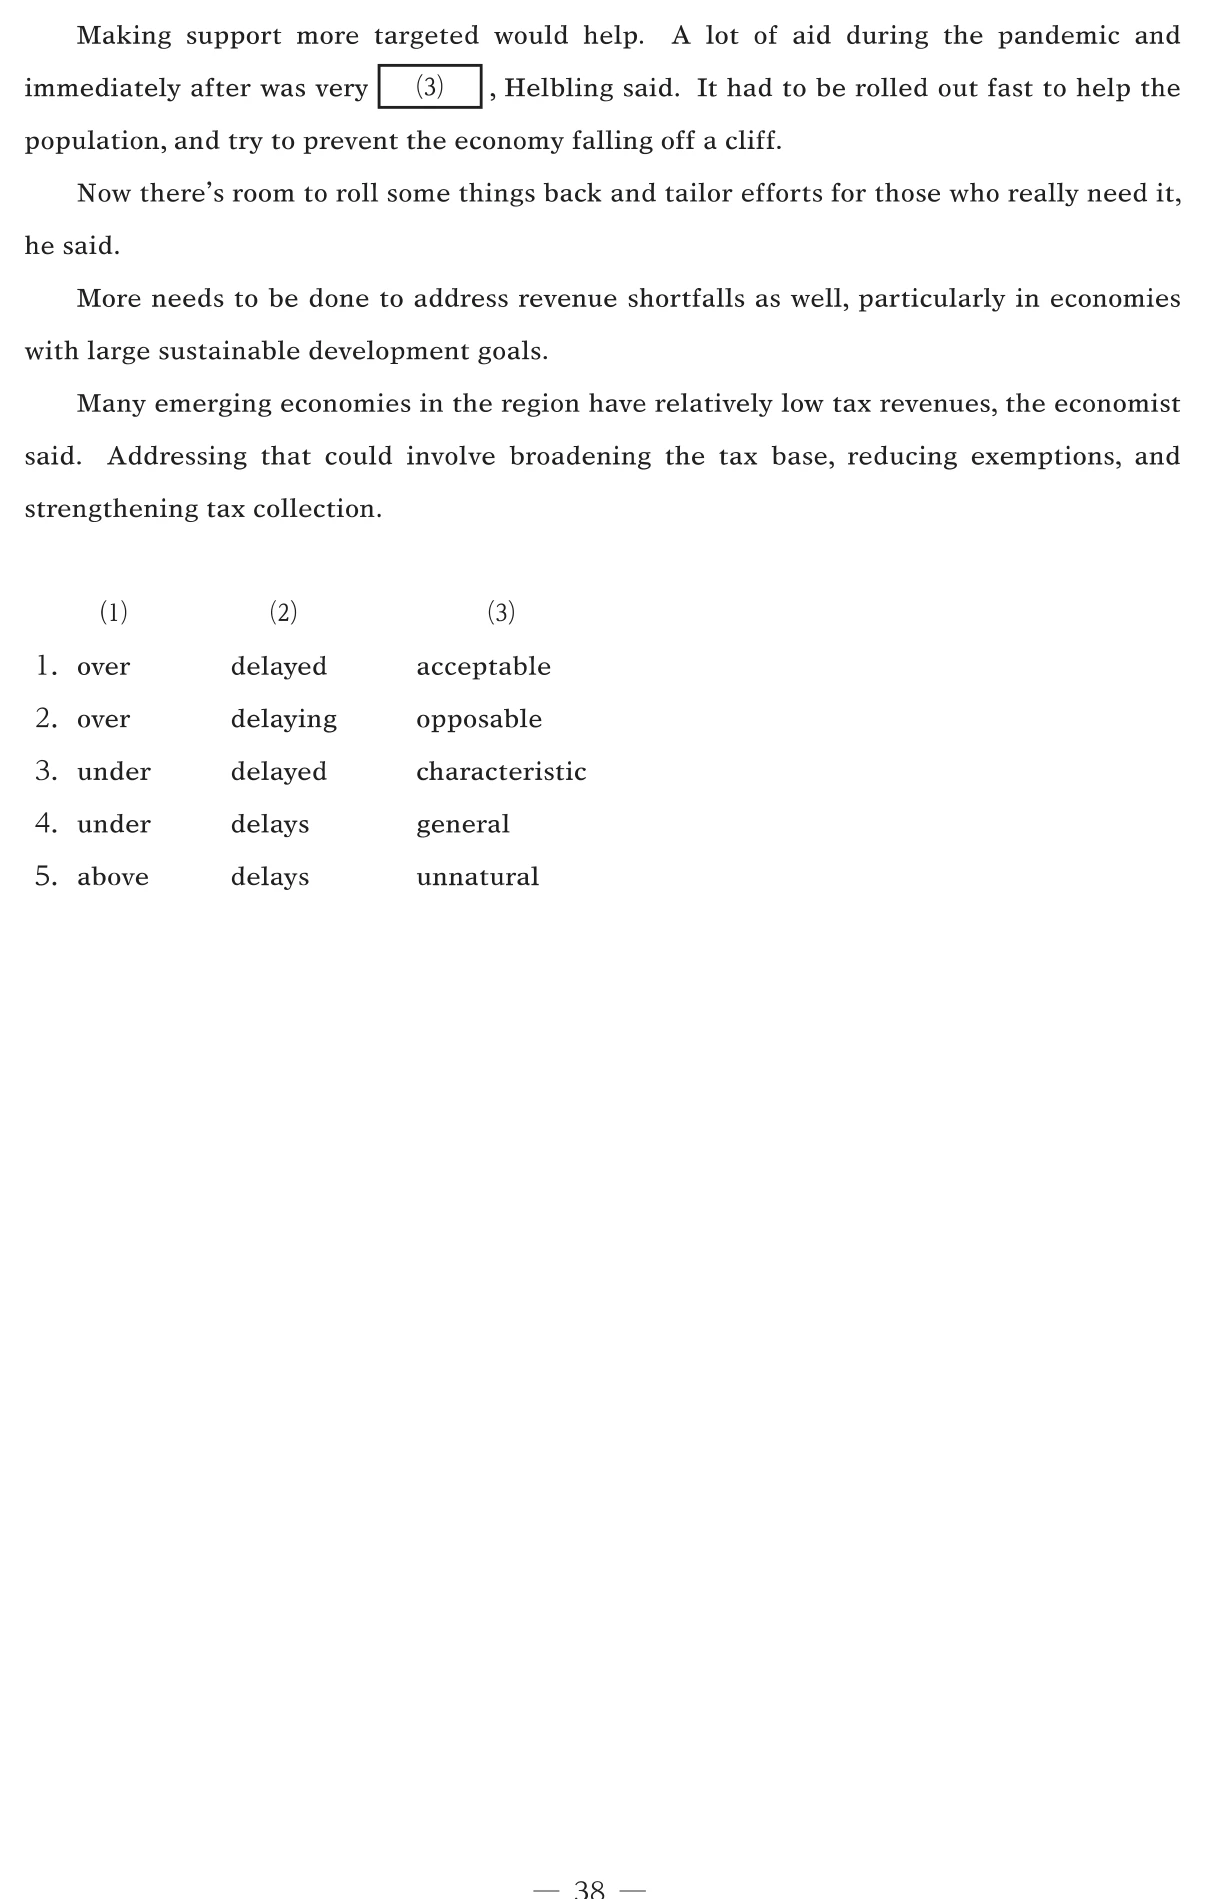 Making support more targeted would help. A lot of aid during the pandemic and
immediately after was very (3) , Helbling said. It had to be rolled out fast to help the
population, and try to prevent the economy falling off a cliff.
Now there's room to roll some things back and tailor efforts for those who really need it,
he said.
More needs to be done to address revenue shortfalls as well, particularly in economies
with large sustainable development goals.
Many emerging economies in the region have relatively low tax revenues, the economist
said. Addressing that could involve broadening the tax base, reducing exemptions, and
strengthening tax collection.
(1) (2) (3)
1. over delayed acceptable
2. over delaying opposable
3. under delayed characteristic
4. under delays general
5. above delays unnatural
— 38 —